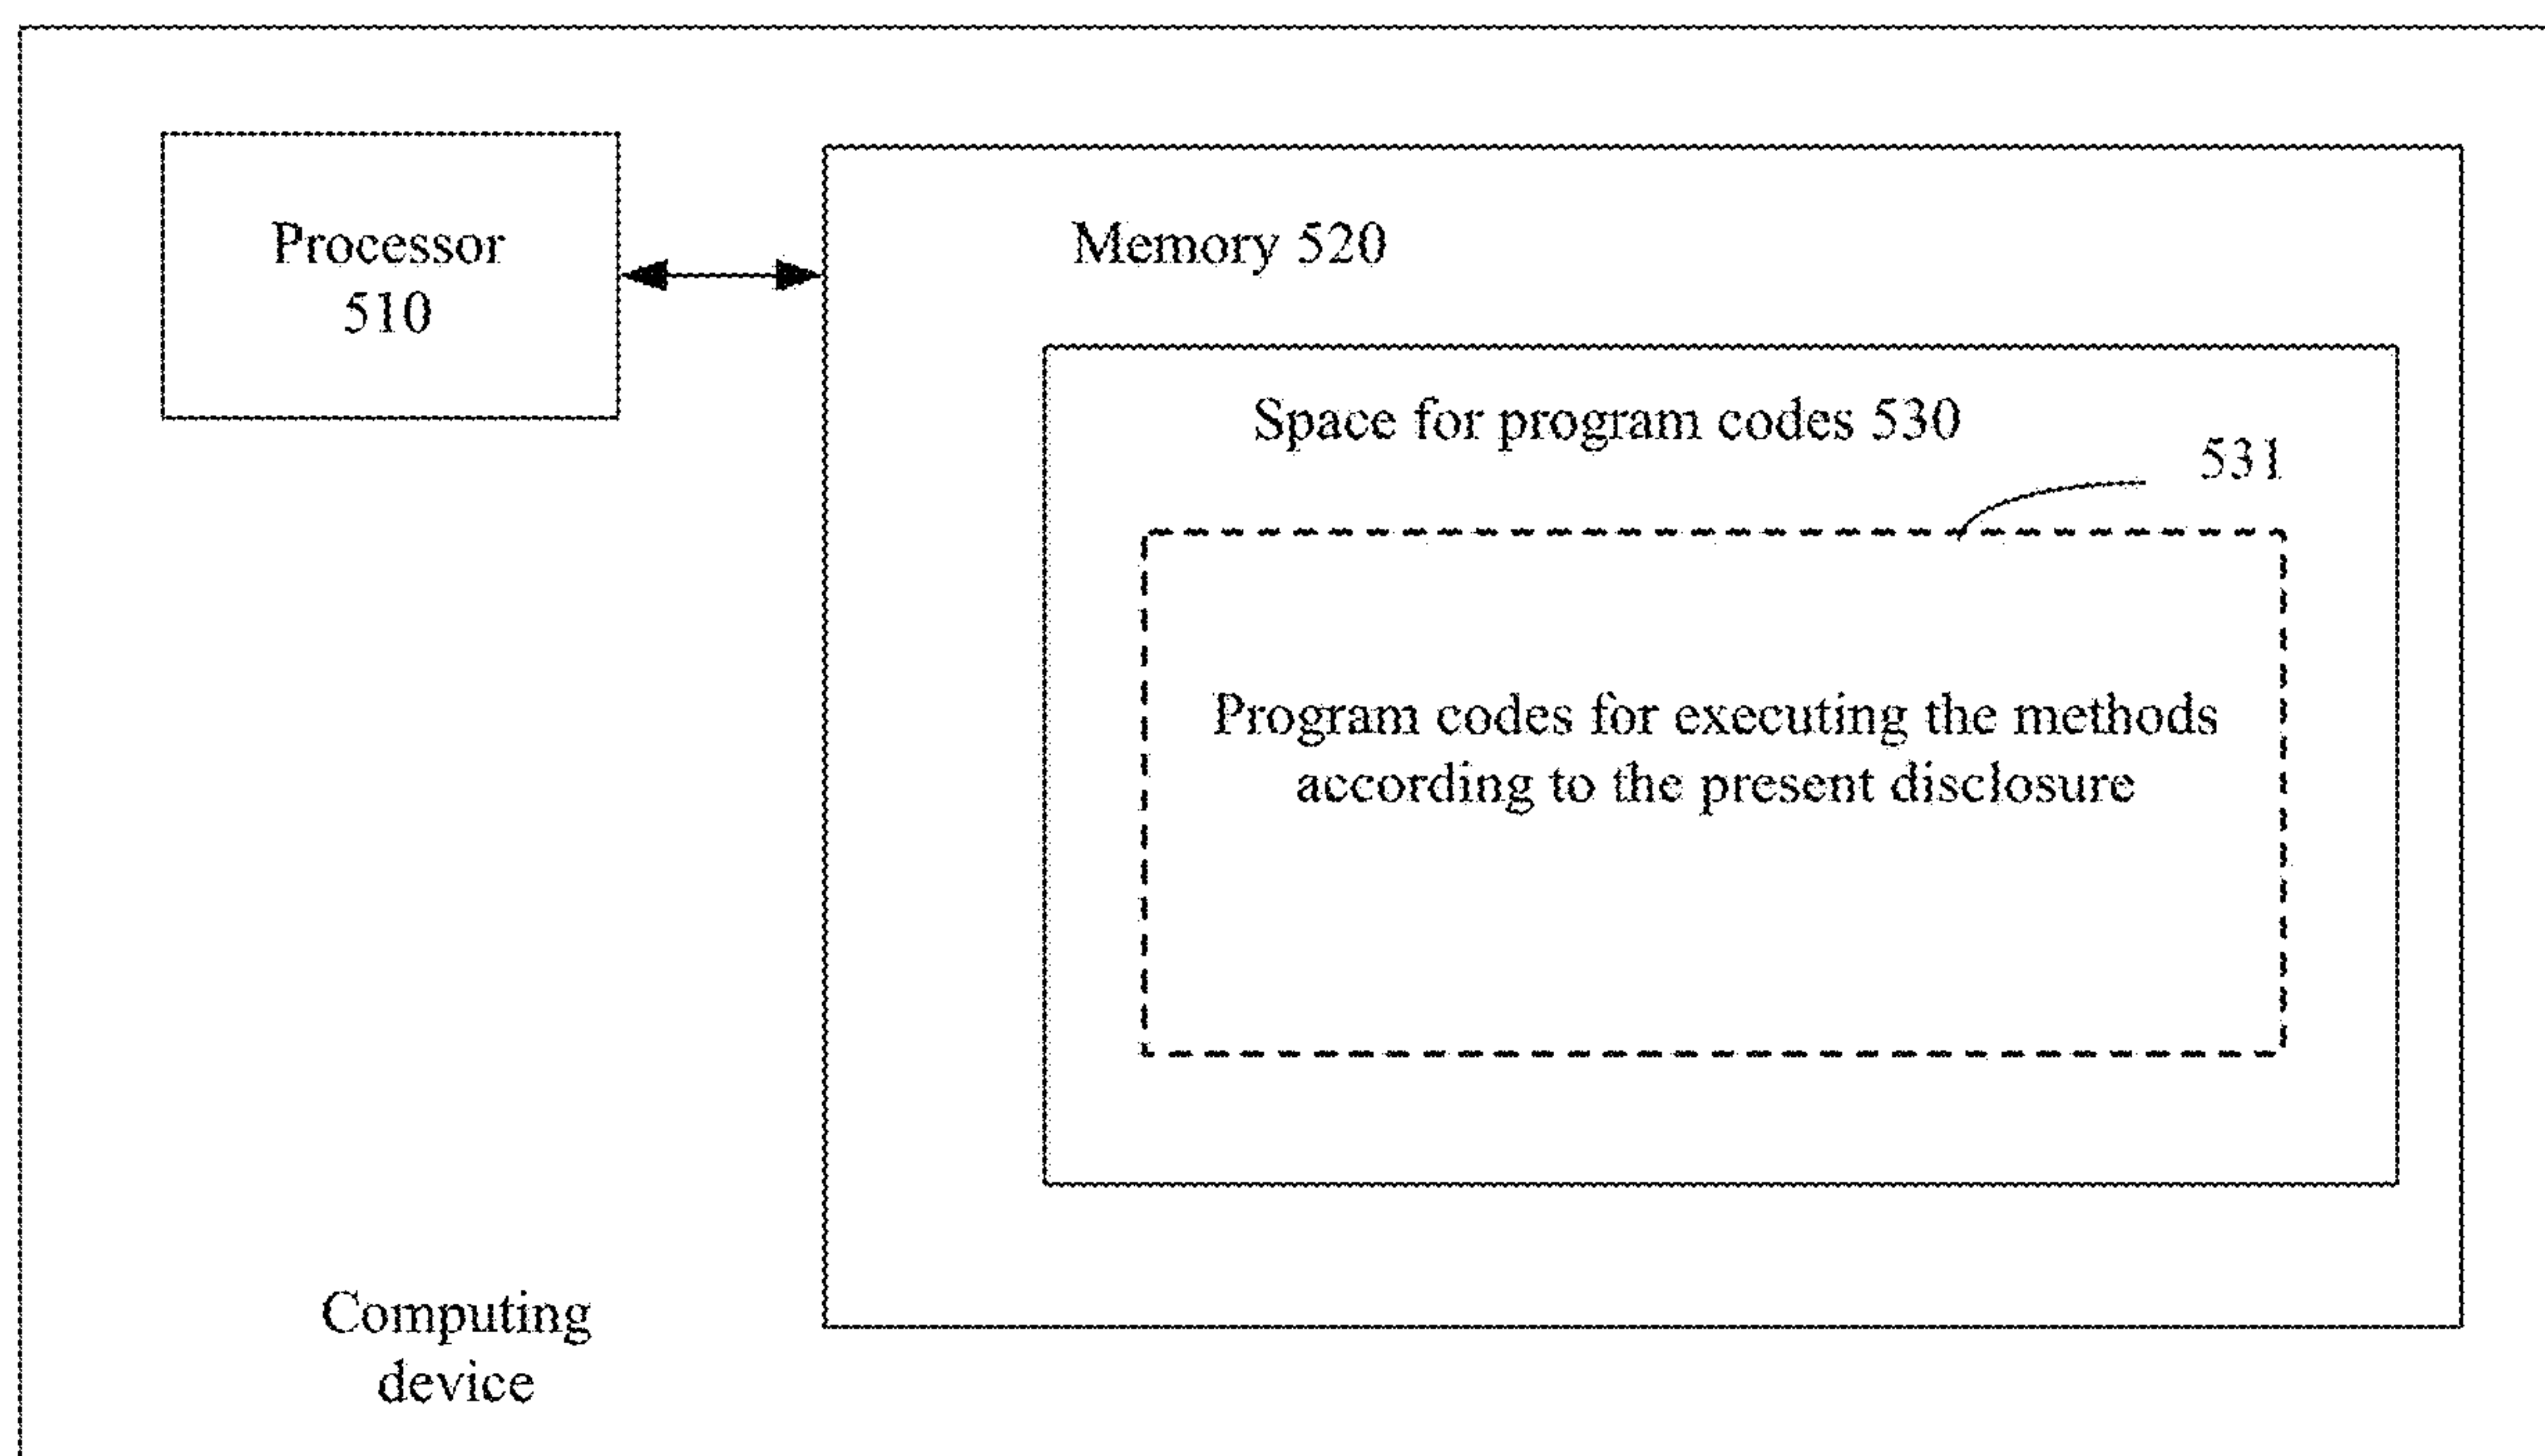 Processor
510
Memory 520
Space for program codes 530
531
Program codes for executing the methods
according to the present disclosure
Computing
device